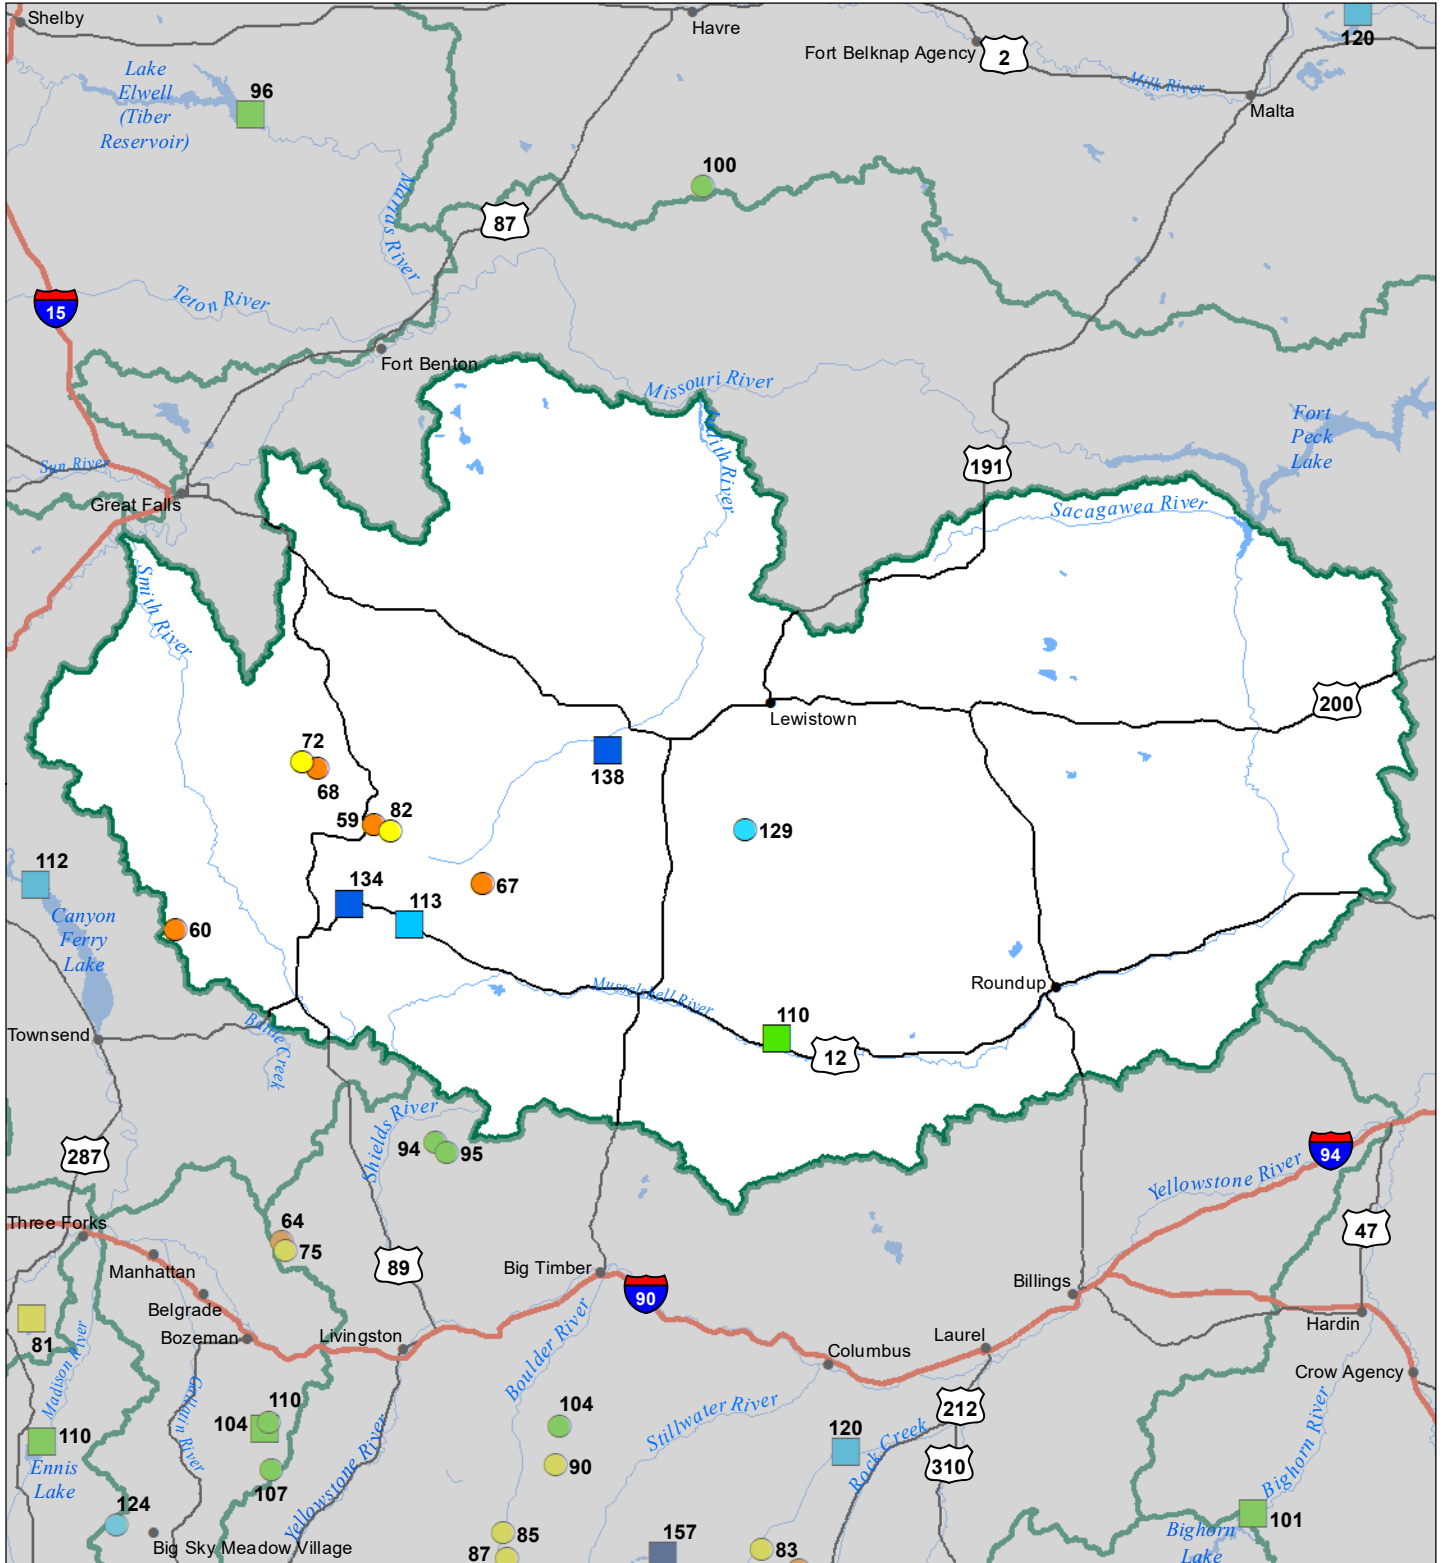 Shelby
Havre
Fort Belknap Agency
2
120
Lake
Elwell
(Tiber
Reservoir)
96
Milk River
Malta
100
Marias River
87
Teton River
15
Fort Benton
Missouri River
Judith River
Fort
Peck
Lake
Sun River
191
Great Falls
Sacagawea River
Smith River
200
Lewistown
72
68
138
59
82
129
112
134
113
67
Canyon
Ferry
Lake
60
Roundup
Musselshell River
110
12
Townsend
Battle Creek
Shields River
94
95
287
94
Yellowstone River
Three Forks
64
75
47
Manhattan
89
Big Timber
90
Billings
Belgrade
Bozeman
Livingston
Laurel
Hardin
81
Madison River
Boulder River
Columbus
Crow Agency
Gallatin River
110
104
104
Stillwater River
212
120
Rock Creek
110
Ennis
Lake
90
310
107
Yellowstone River
Bighorn River
124
Big Sky Meadow Village
85
87
157
83
101
Bighorn
Lake